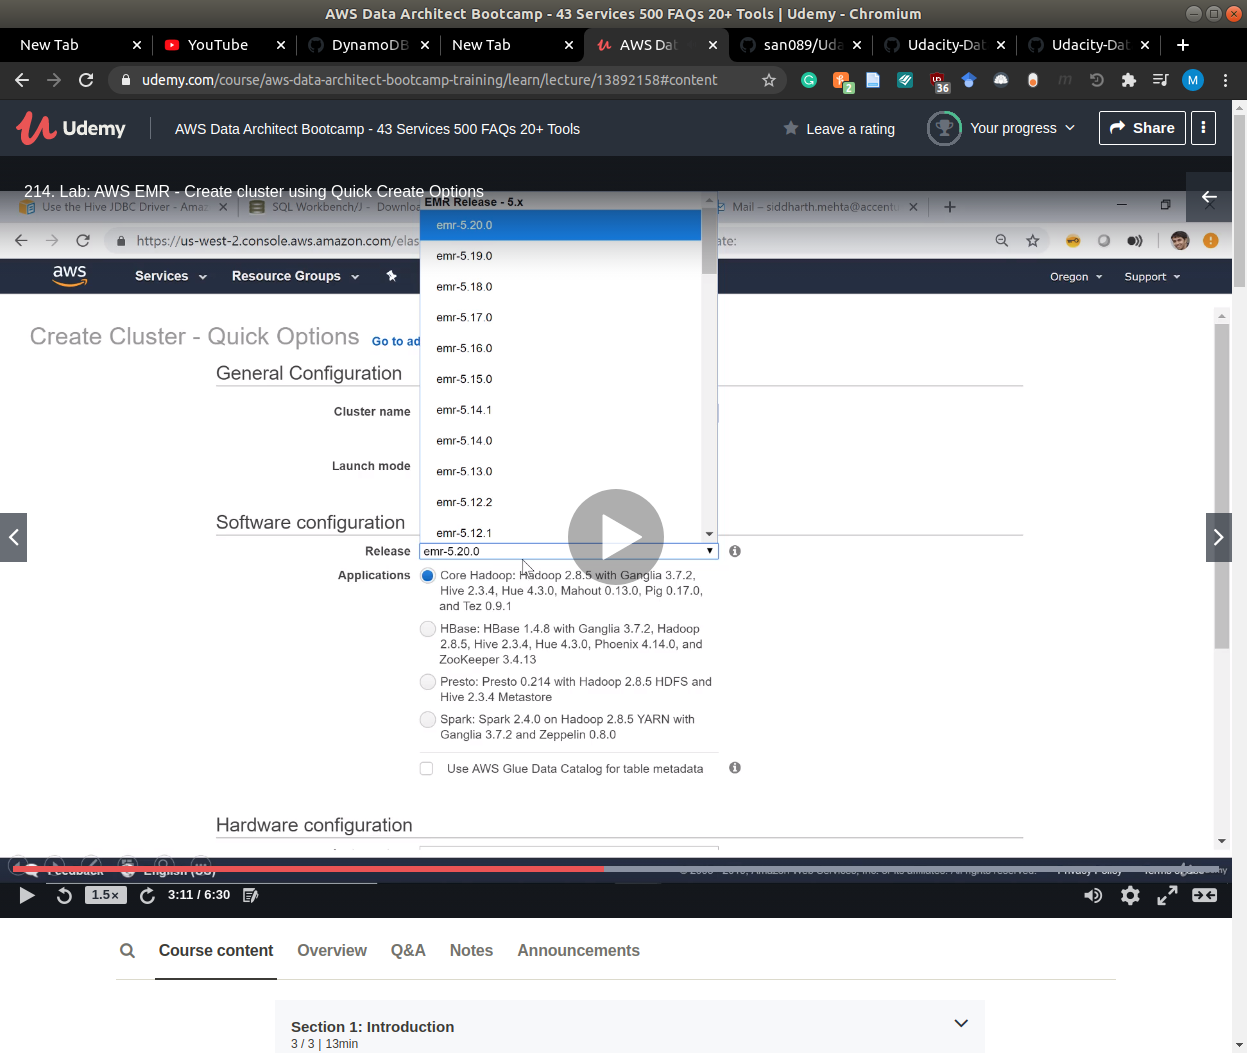 AWS Data Architect Bootcamp - 43 Services 500 FAQs 20+ Tools | Udemy - Chromium
New Tab
YouTube
DynamoDB
New Tab
AWS Dat
san089/Uda
Udacity-Dat
Udacity-Dat
udemy.com/course/aws-data-architect-bootcamp-training/learn/lecture/13892158#content
2
36
m
M
Udemy
AWS Data Architect Bootcamp - 43 Services 500 FAQs 20+ Tools
Leave a rating
Your progress
Share
214. Lab: AWS EMR - Create cluster using Quick Create Options
Use the Hive JDBC Driver - Amaz
SQL Workbench/J - Downloa
Mail – siddharth.mehta@accentu
https://us-west-2.console.aws.amazon.com/elas
ate:
aws
Services
Resource Groups
Oregon
Support
EMR Release - 5.x
emr-5.20.0
emr-5.19.0
emr-5.18.0
emr-5.17.0
emr-5.16.0
emr-5.15.0
emr-5.14.1
emr-5.14.0
emr-5.13.0
emr-5.12.2
emr-5.12.1
Create Cluster - Quick Options
Go to ad
General Configuration
Cluster name
Launch mode
Software configuration
Release
emr-5.20.0
Applications
Core Hadoop: Hadoop 2.8.5 with Ganglia 3.7.2,
Hive 2.3.4, Hue 4.3.0, Mahout 0.13.0, Pig 0.17.0,
and Tez 0.9.1
HBase: HBase 1.4.8 with Ganglia 3.7.2, Hadoop
2.8.5, Hive 2.3.4, Hue 4.3.0, Phoenix 4.14.0, and
ZooKeeper 3.4.13
Presto: Presto 0.214 with Hadoop 2.8.5 HDFS and
Hive 2.3.4 Metastore
Spark: Spark 2.4.0 on Hadoop 2.8.5 YARN with
Ganglia 3.7.2 and Zeppelin 0.8.0
Use AWS Glue Data Catalog for table metadata
Hardware configuration
Feedback
English (US)
Privacy Policy
1.5×
3:11 / 6:30
Course content
Overview
Q&A
Notes
Announcements
Section 1: Introduction
3 / 3 | 13min